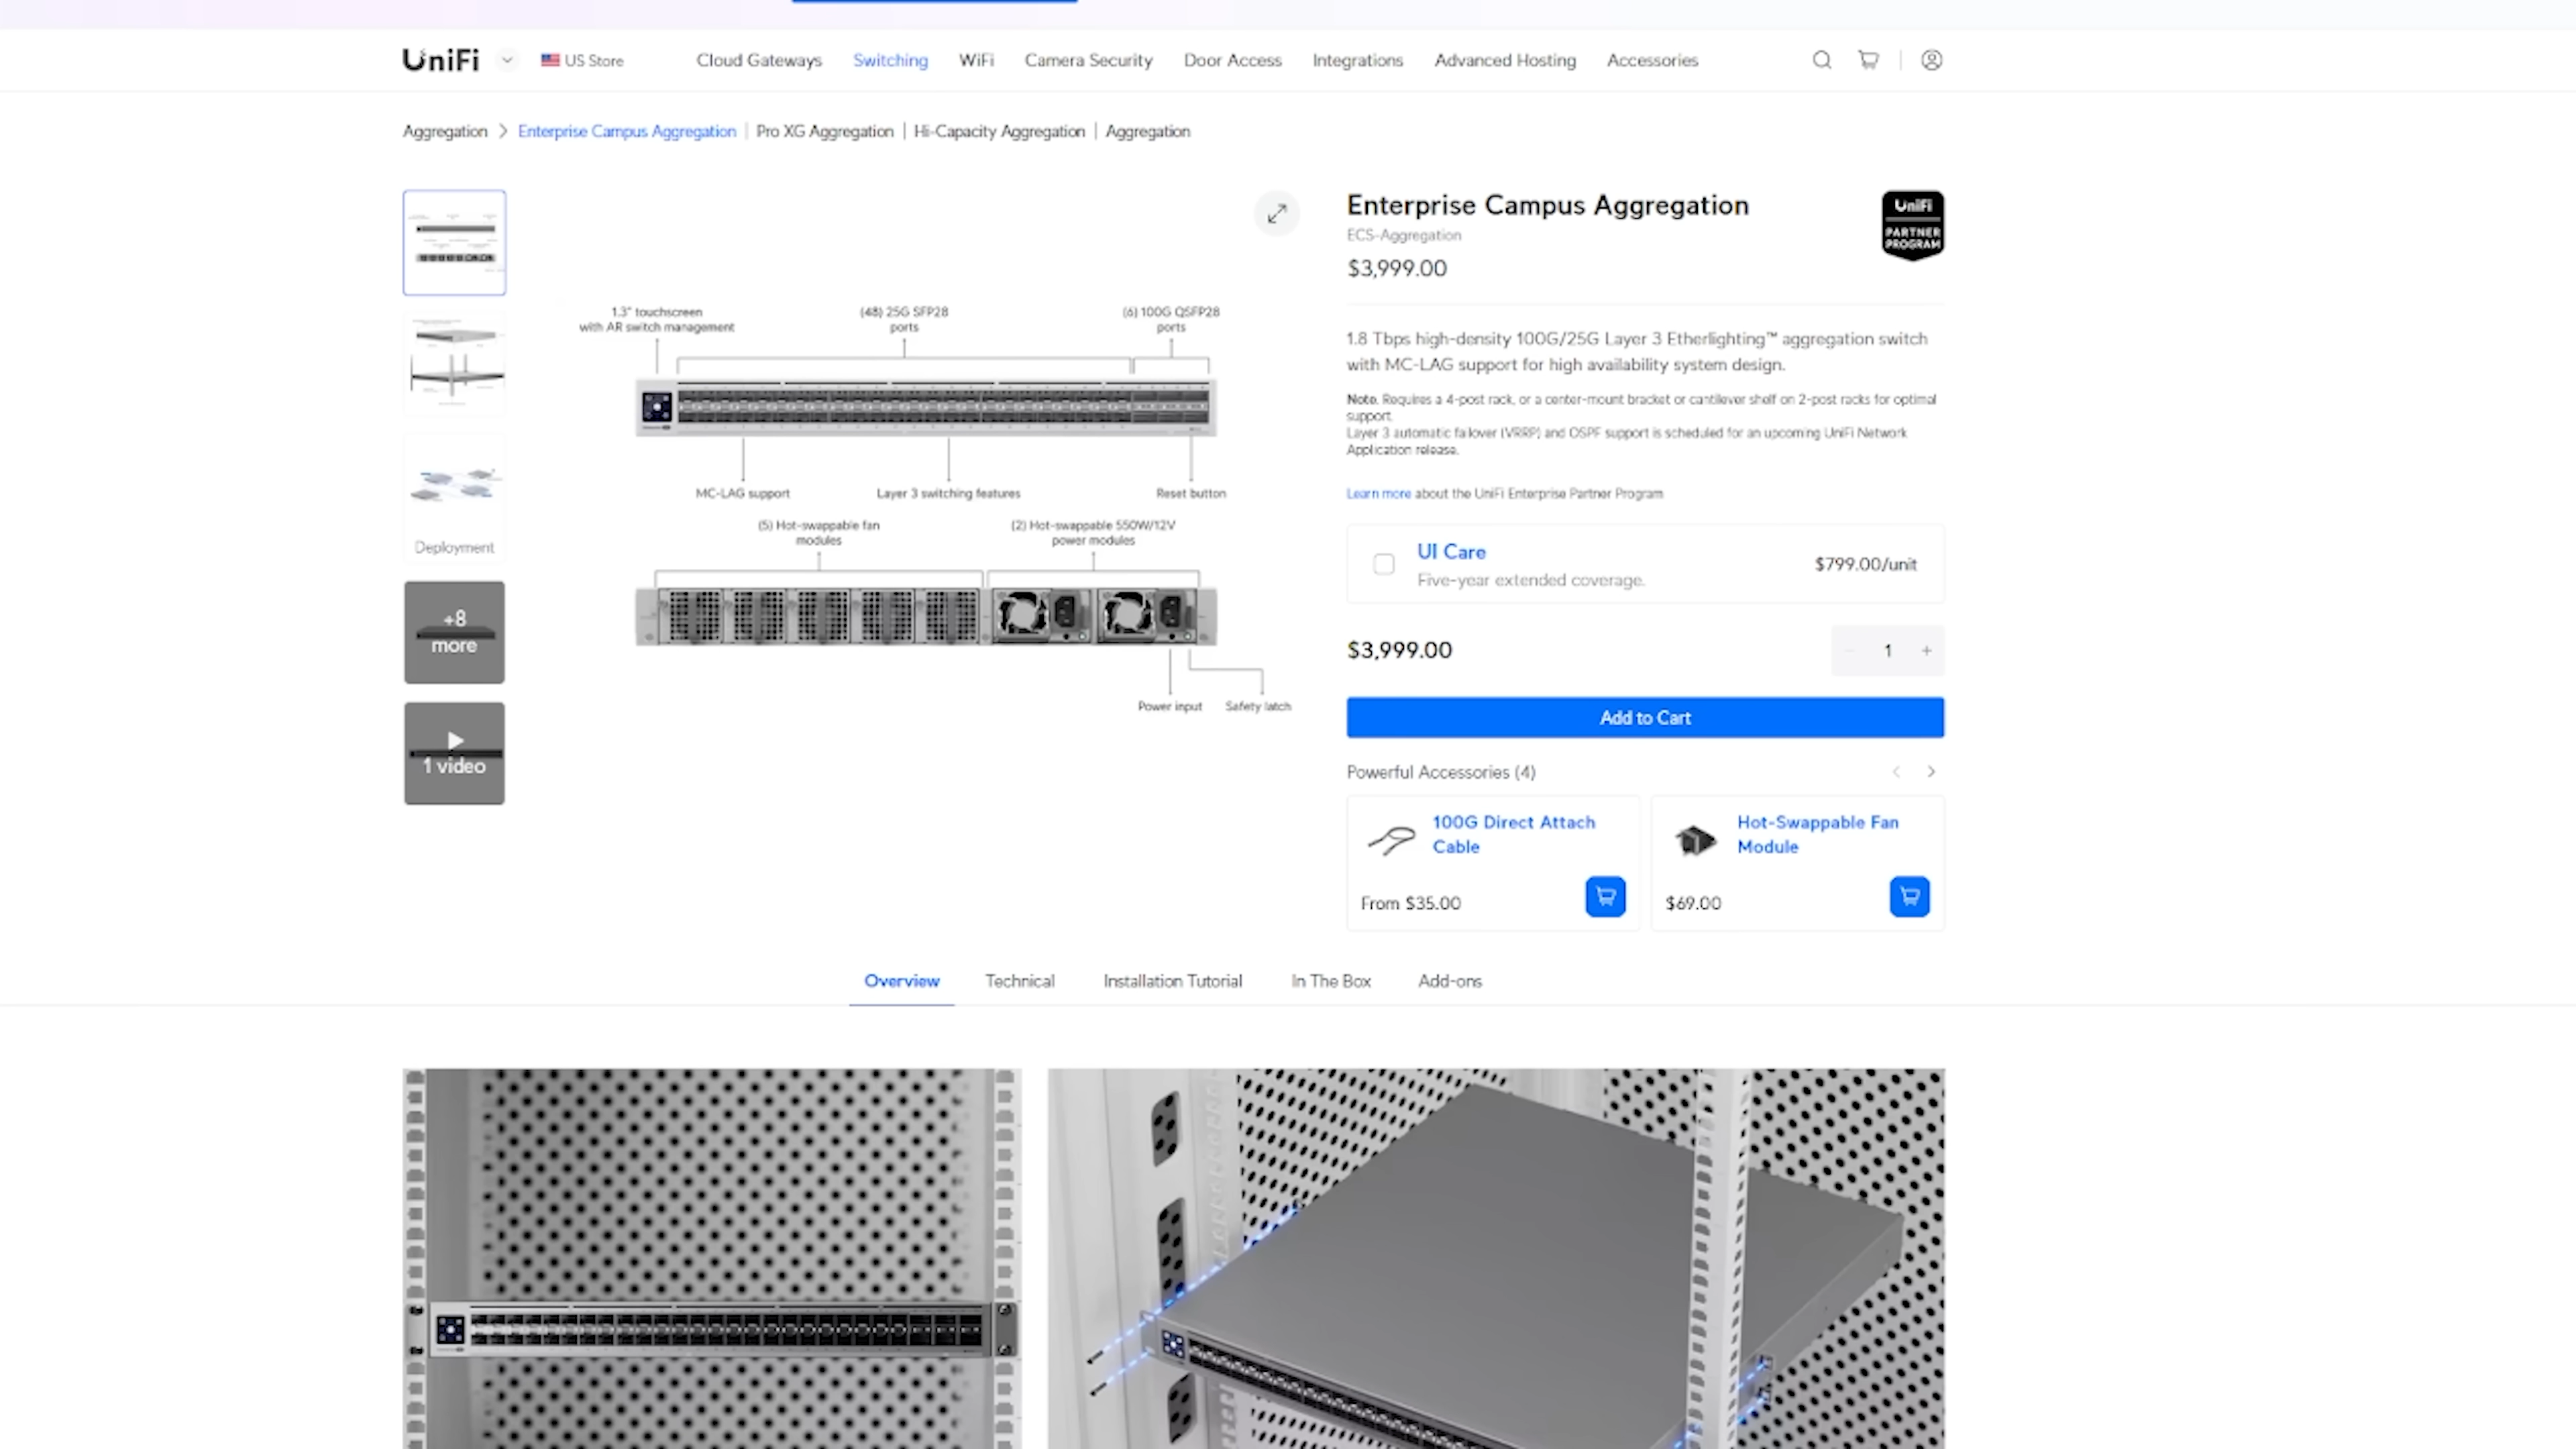 UniFi
US Store
Cloud Gateways
Switching
WiFi
Camera Security
Door Access
Integrations
Advanced Hosting
Accessories
Aggregation
Enterprise Campus Aggregation
Pro XG Aggregation
Hi-Capacity Aggregation
Aggregation
Deployment
+8
more
1 video
1.3" touchscreen
with AR switch management
(48) 25G SFP28
ports
(6) 100G QSFP28
ports
MC-LAG support
Layer 3 switching features
Reset button
(5) Hot-swappable fan
modules
(2) Hot-swappable 550W/12V
power modules
Power input
Safety latch
Enterprise Campus Aggregation
ECS-Aggregation
$3,999.00
UniFi
PARTNER
PROGRAM
1.8 Tbps high-density 100G/25G Layer 3 Etherlighting™ aggregation switch
with MC-LAG support for high availability system design.
Note. Requires a 4-post rack, or a center-mount bracket or cantilever shelf on 2-post racks for optimal
support.
Layer 3 automatic failover (VRRP) and OSPF support is scheduled for an upcoming UniFi Network
Application release.
Learn more about the UniFi Enterprise Partner Program
UI Care
Five-year extended coverage.
$799.00/unit
$3,999.00
1
Add to Cart
Powerful Accessories (4)
100G Direct Attach
Cable
From $35.00
Hot-Swappable Fan
Module
$69.00
Overview
Technical
Installation Tutorial
In The Box
Add-ons